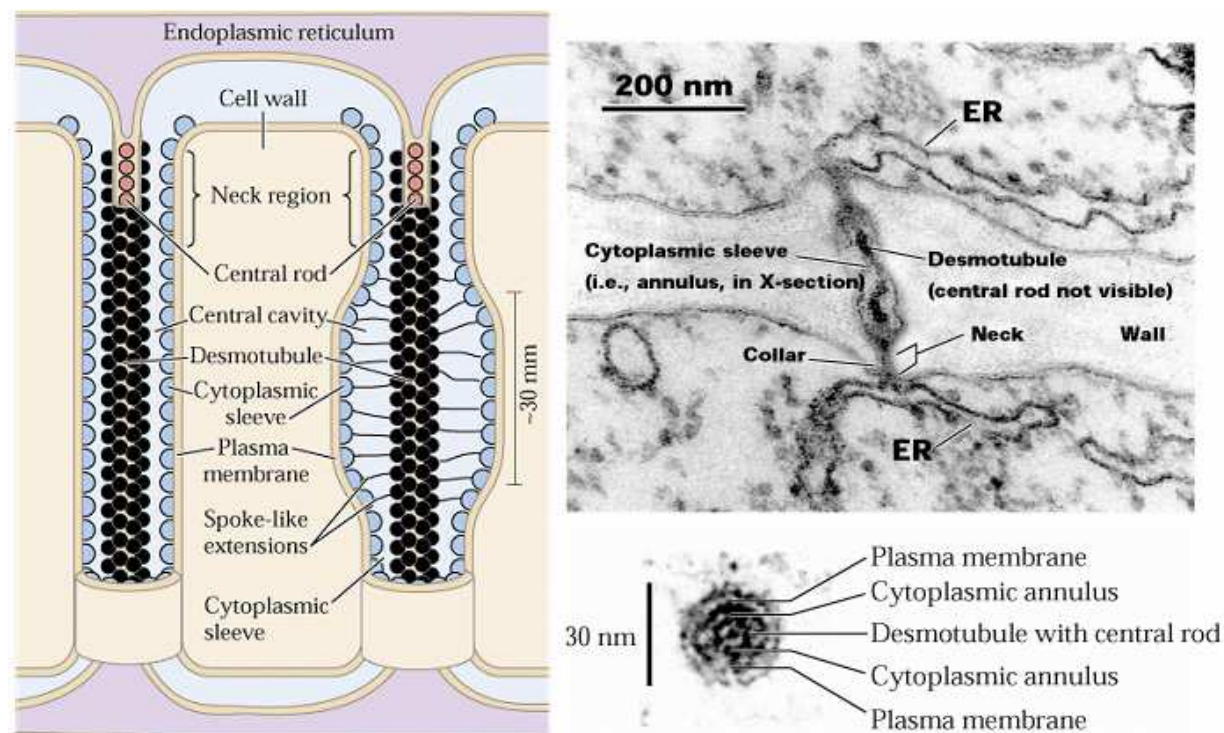 Endoplasmic reticulum
Cell wall
Neck region
Central rod
Central cavity
Desmotubule
Cytoplasmic
sleeve
Plasma
membrane
Spoke-like
extensions
Cytoplasmic
sleeve
~30 mm
200 nm
ER
Cytoplasmic sleeve
(i.e., annulus, in X-section)
Desmotubule
(central rod not visible)
Neck
Wall
Collar
ER
30 nm
Plasma membrane
Cytoplasmic annulus
Desmotubule with central rod
Cytoplasmic annulus
Plasma membrane